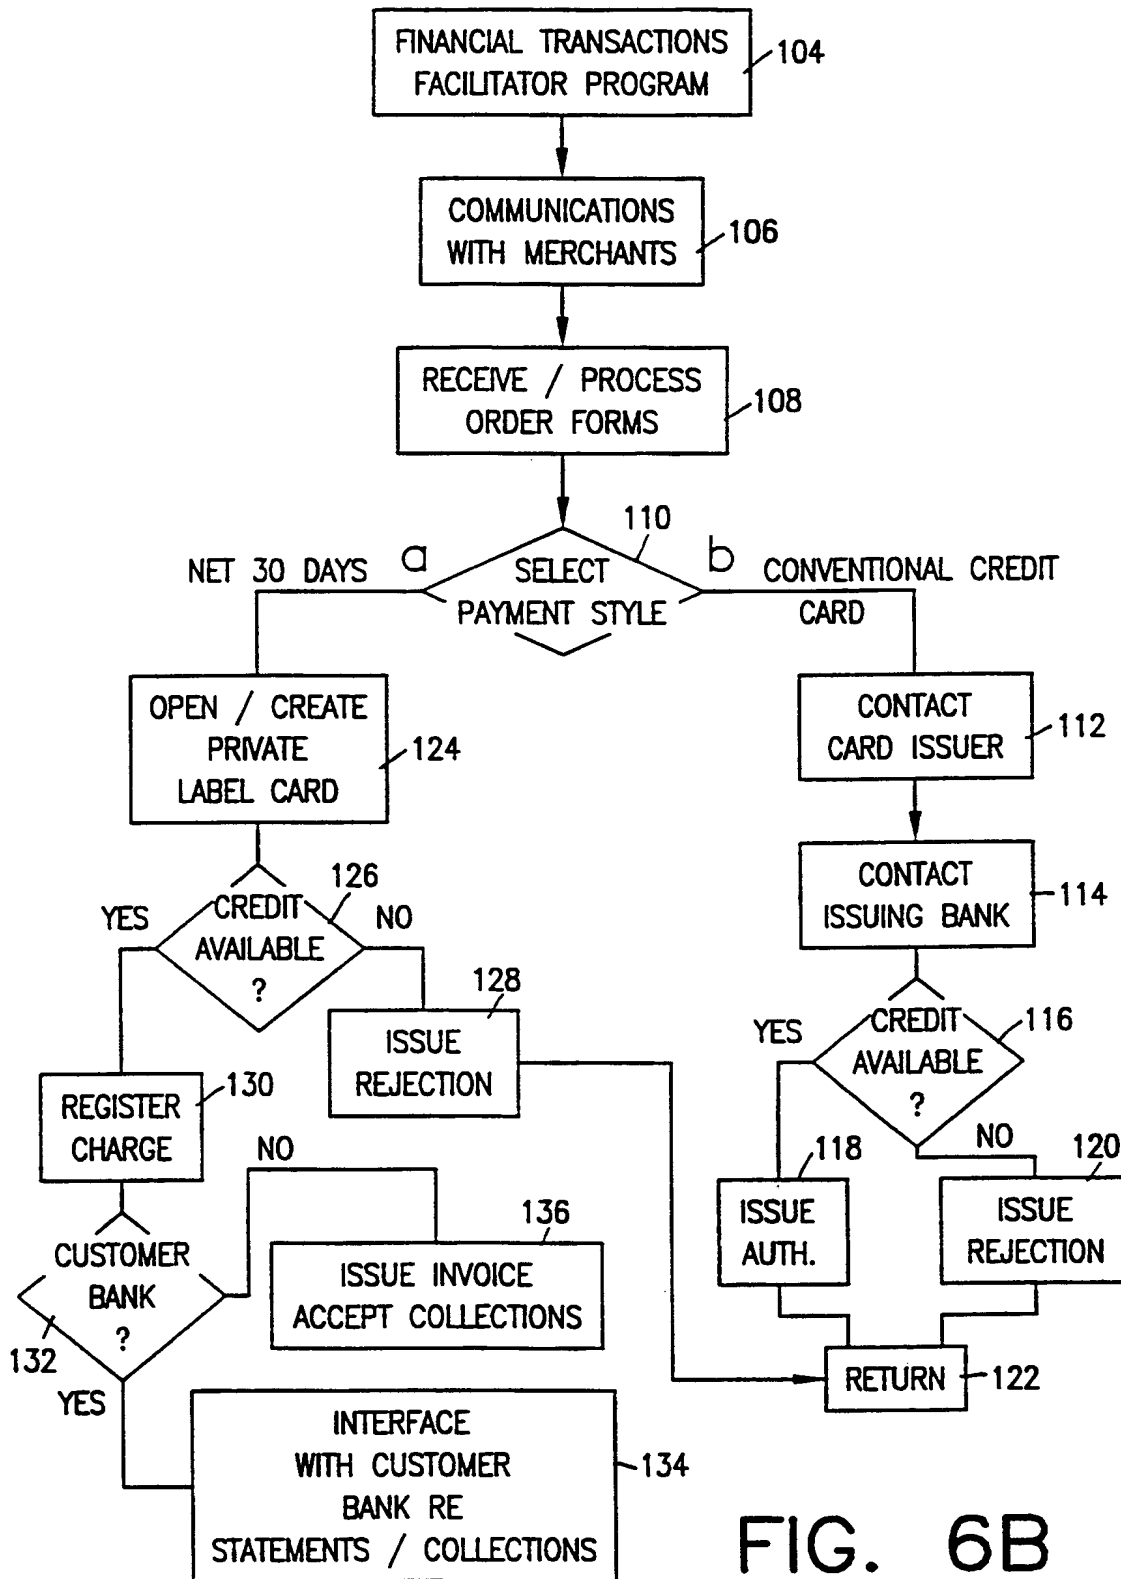 FINANCIAL TRANSACTIONS
FACILITATOR PROGRAM
104
COMMUNICATIONS
WITH MERCHANTS
106
RECEIVE / PROCESS
ORDER FORMS
108
110
a
b
NET 30 DAYS
SELECT
PAYMENT STYLE
CONVENTIONAL CREDIT
CARD
OPEN / CREATE
PRIVATE
LABEL CARD
124
CONTACT
CARD ISSUER
112
CONTACT
ISSUING BANK
114
126
YES
CREDIT
AVAILABLE
?
NO
128
ISSUE
REJECTION
YES
CREDIT
AVAILABLE
?
116
NO
130
REGISTER
CHARGE
118
ISSUE
AUTH.
120
ISSUE
REJECTION
NO
136
ISSUE INVOICE
ACCEPT COLLECTIONS
CUSTOMER
BANK
?
132
YES
RETURN
122
INTERFACE
WITH CUSTOMER
BANK RE
STATEMENTS / COLLECTIONS
134
FIG. 6B